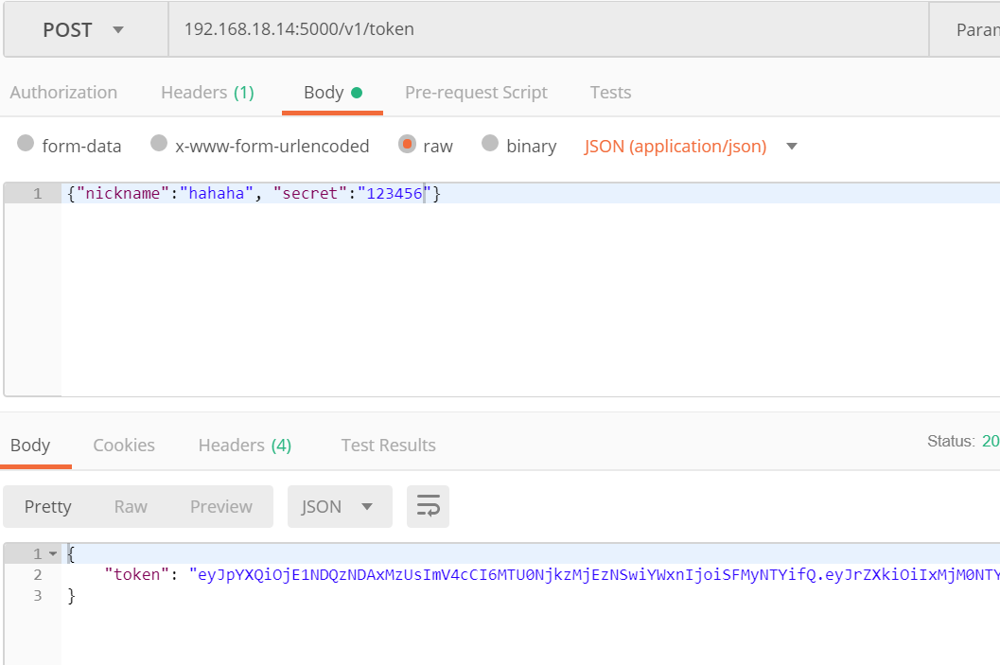 POST 192.168.18.14:5000/v1/token Param
Authorization Headers (1) Body Pre-request Script Tests
form-data x-www-form-urlencoded raw binary JSON (application/json)
1 {"nickname":"hahaha", "secret":"123456"}
Body Cookies Headers (4) Test Results Status: 20
Pretty Raw Preview JSON
1 {
2 "token": "eyJpYXQiOjE1NDQzNDAxMzUsImV4cCI6MTU0NjkzMjEzNSwiYWxnIjoiSFMyNTYifQ.eyJrZXkiOiIxMjM0NTY
3 }